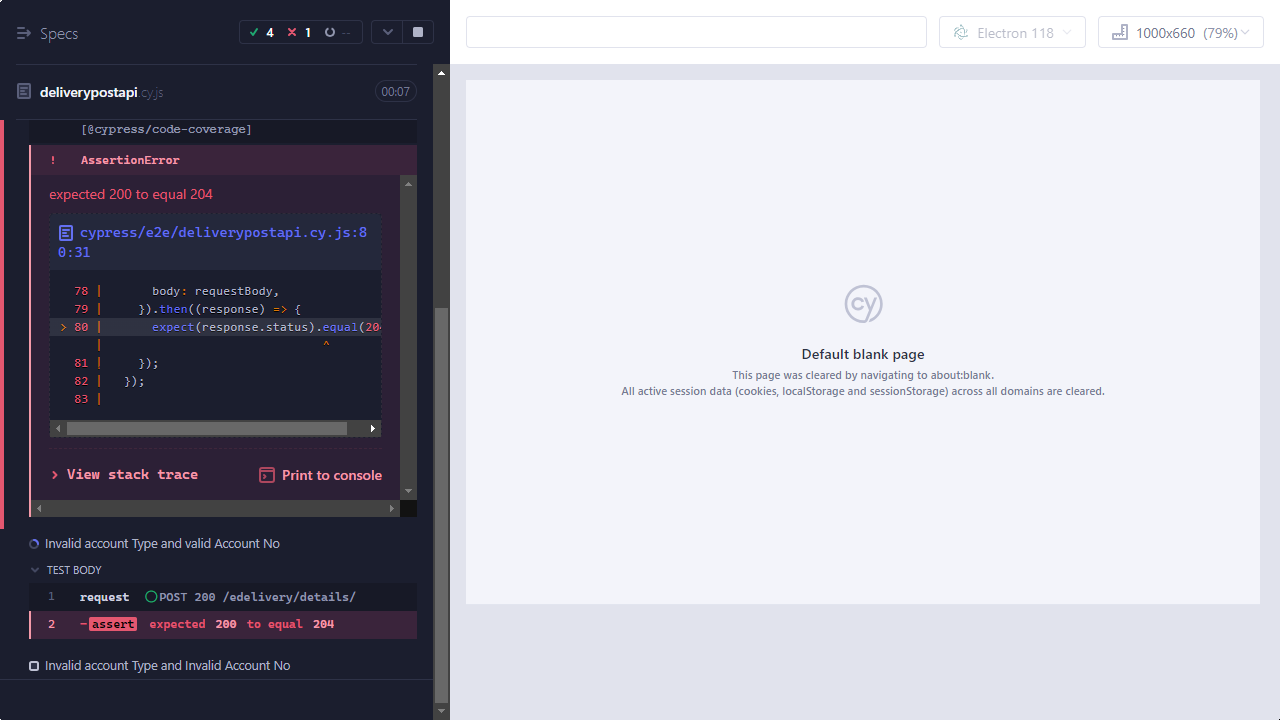 Specs
4
1
--
Electron 118
1000x660 (79%)
deliverypostapi.cy.js
00:07
[@cypress/code-coverage]
! AssertionError
expected 200 to equal 204
cypress/e2e/deliverypostapi.cy.js:8
0:31
78 | body: requestBody,
79 | }).then((response) => {
> 80 | expect(response.status).equal(204
| ^
81 | });
82 | });
83 |
> View stack trace
Print to console
Invalid account Type and valid Account No
TEST BODY
1 request POST 200 /edelivery/details/
2 -assert expected 200 to equal 204
Invalid account Type and Invalid Account No
cy
Default blank page
This page was cleared by navigating to about:blank.
All active session data (cookies, localStorage and sessionStorage) across all domains are cleared.